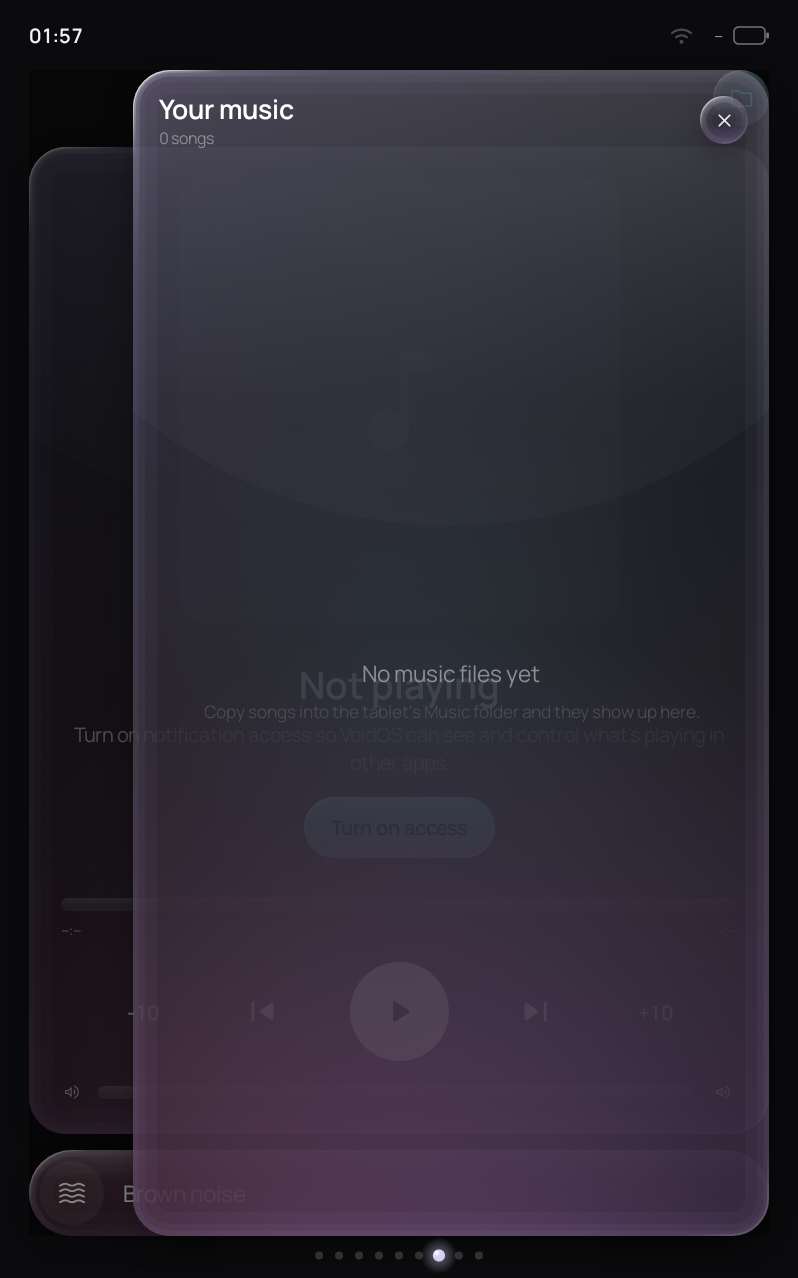 01:57
Your music
0 songs
No music files yet
Not playing
Copy songs into the tablet's Music folder and they show up here.
Turn on notification access so VoidOS can see and control what's playing in
other apps.
Turn on access
-:-- -:--
-10 +10
Brown noise